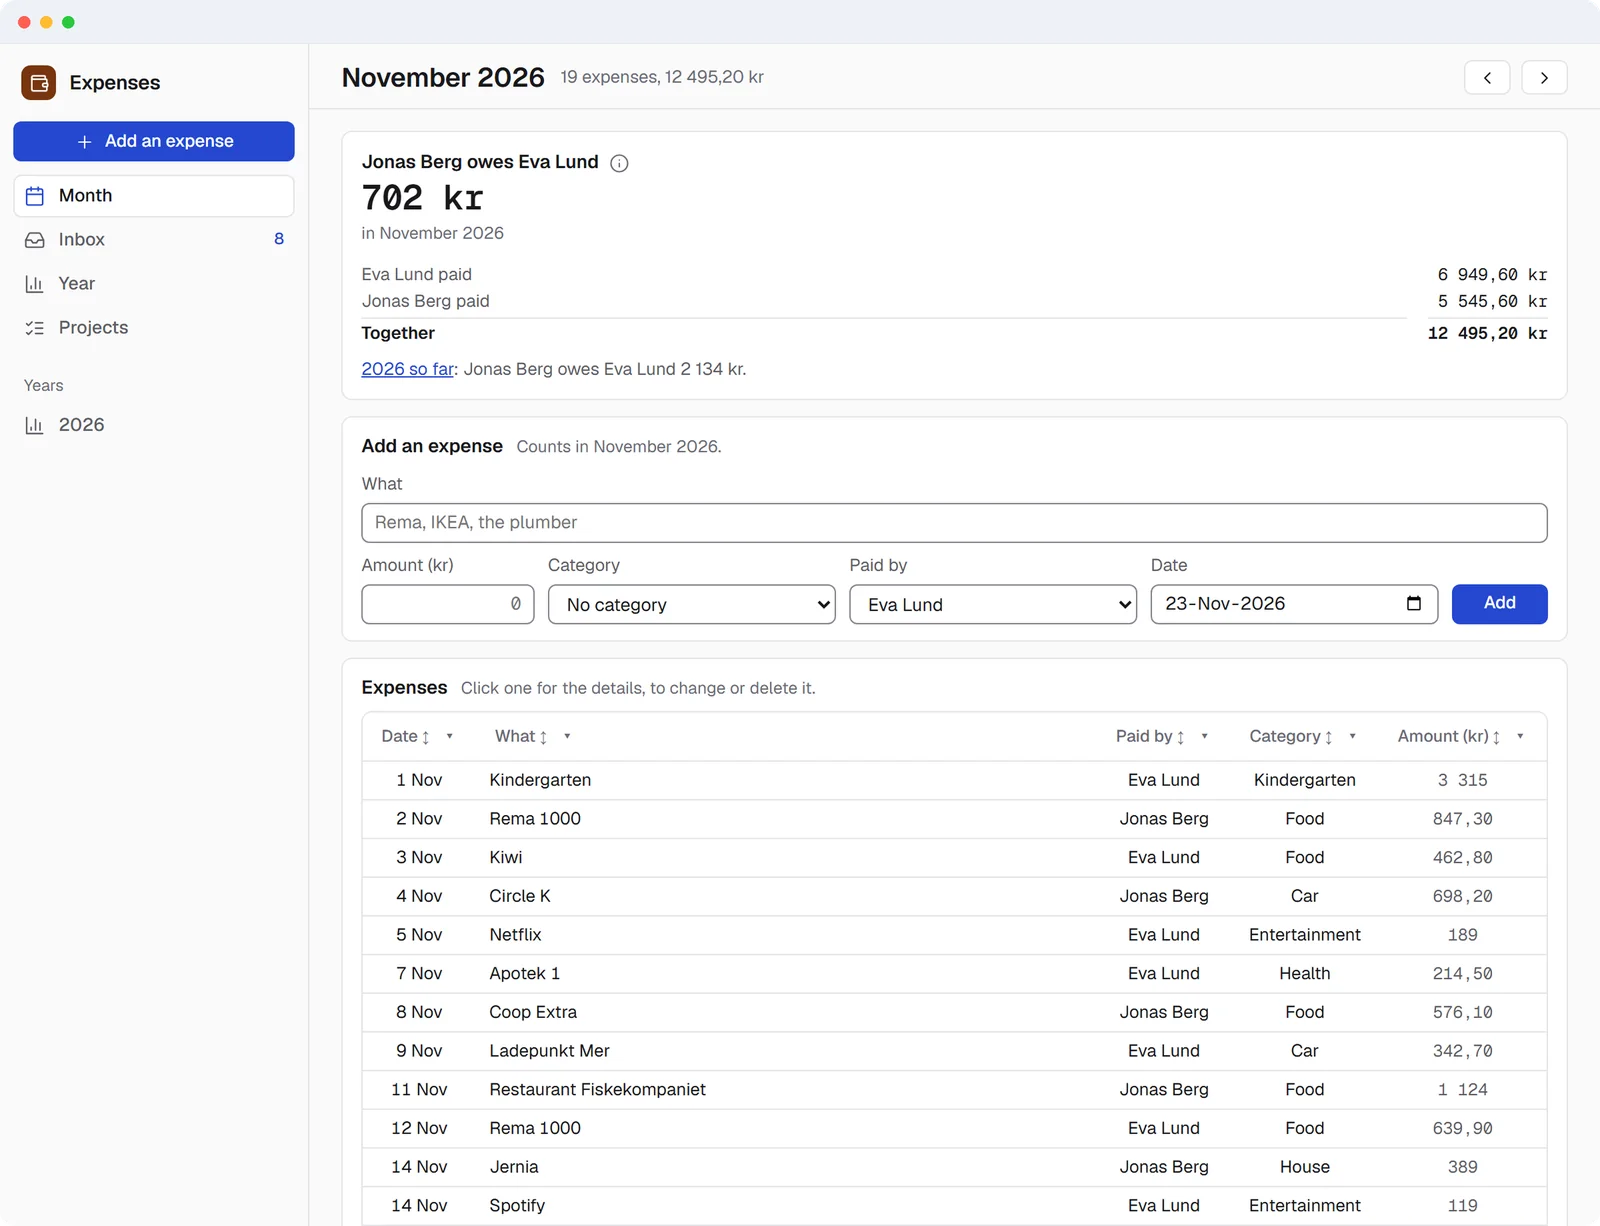 Expenses
Add an expense
Month
Inbox 8
Year
Projects
Years
2026
November 2026 19 expenses, 12 495,20 kr
Jonas Berg owes Eva Lund
702 kr
in November 2026
Eva Lund paid 6 949,60 kr
Jonas Berg paid 5 545,60 kr
Together 12 495,20 kr
2026 so far: Jonas Berg owes Eva Lund 2 134 kr.
Add an expense Counts in November 2026.
What
Rema, IKEA, the plumber
Amount (kr) Category Paid by Date
0 No category Eva Lund 23-Nov-2026 Add
Expenses Click one for the details, to change or delete it.
Date What Paid by Category Amount (kr)
1 Nov Kindergarten Eva Lund Kindergarten 3 315
2 Nov Rema 1000 Jonas Berg Food 847,30
3 Nov Kiwi Eva Lund Food 462,80
4 Nov Circle K Jonas Berg Car 698,20
5 Nov Netflix Eva Lund Entertainment 189
7 Nov Apotek 1 Eva Lund Health 214,50
8 Nov Coop Extra Jonas Berg Food 576,10
9 Nov Ladepunkt Mer Eva Lund Car 342,70
11 Nov Restaurant Fiskekompaniet Jonas Berg Food 1 124
12 Nov Rema 1000 Eva Lund Food 639,90
14 Nov Jernia Jonas Berg House 389
14 Nov Spotify Eva Lund Entertainment 119